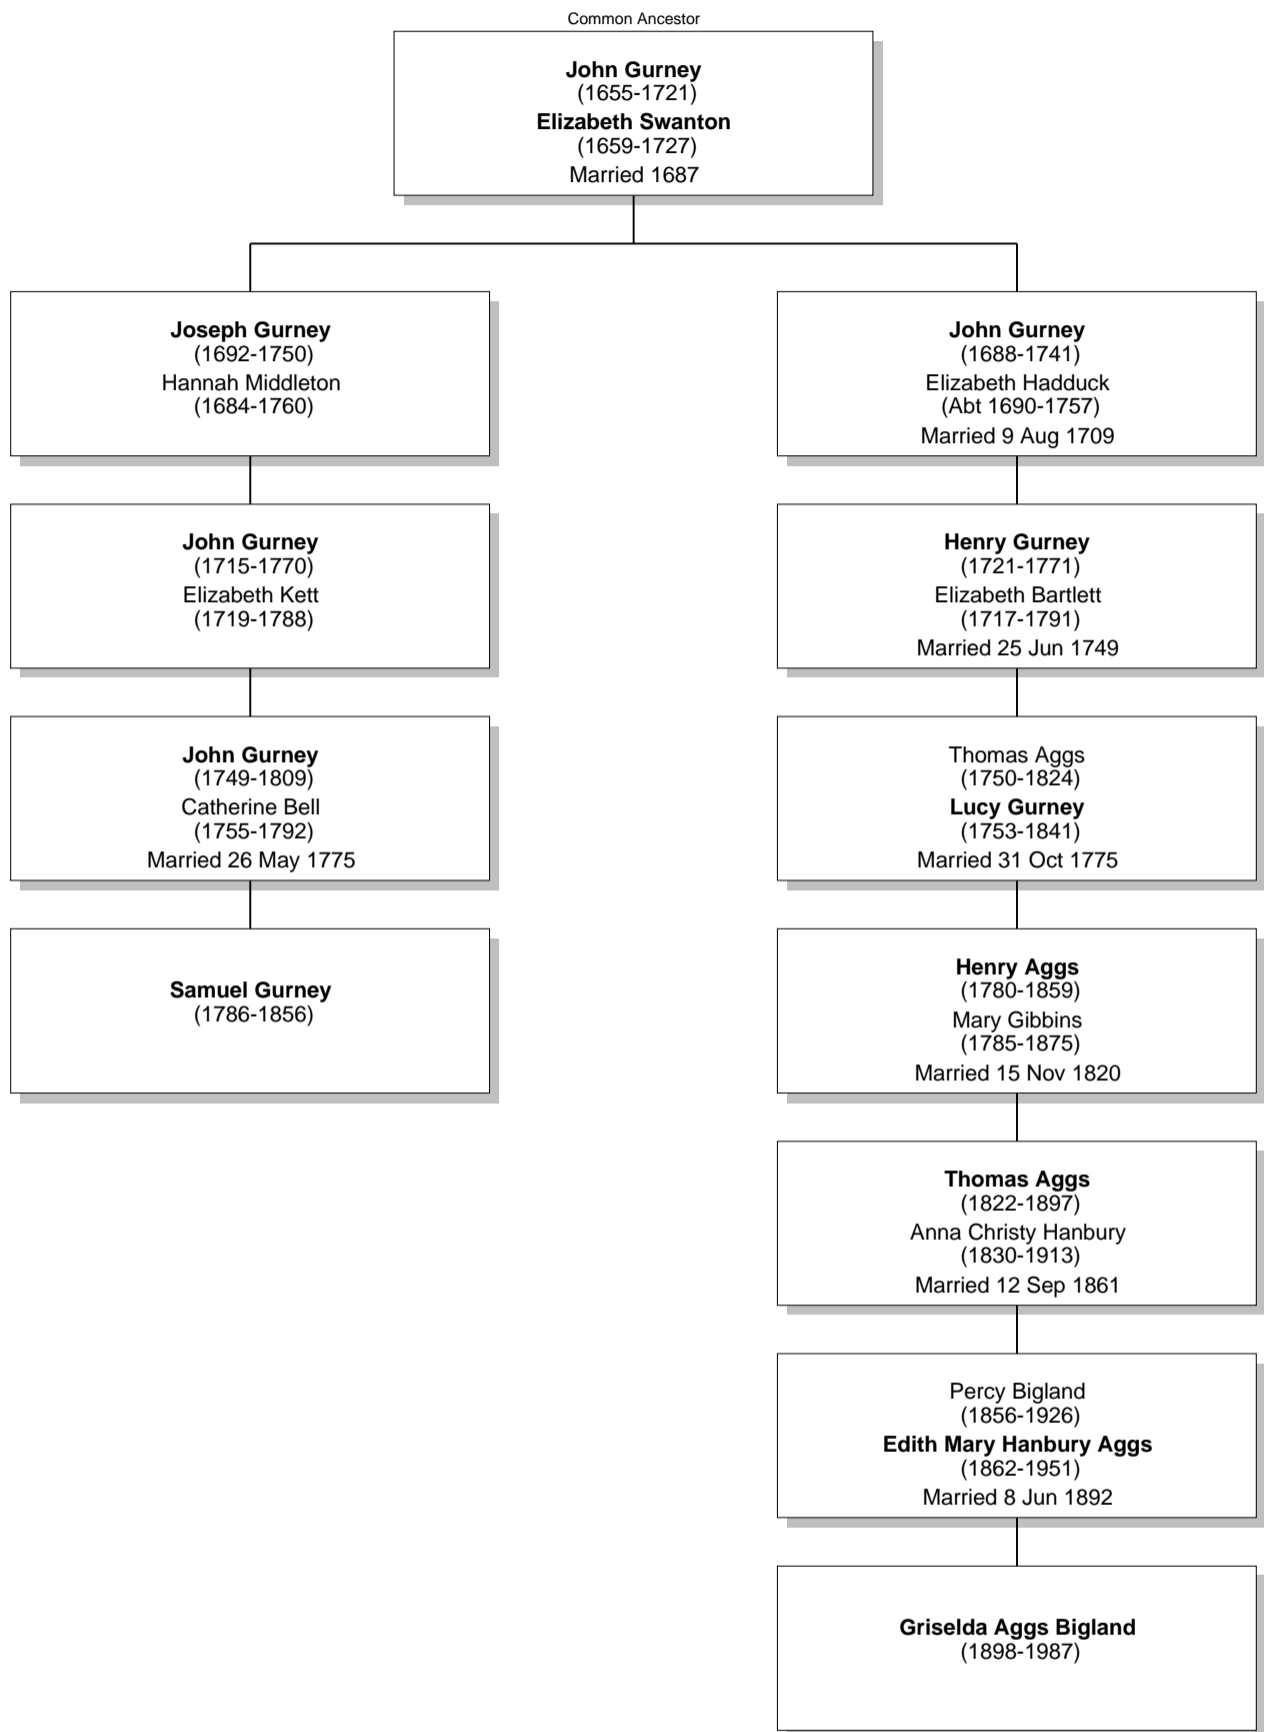 Common Ancestor
John Gurney
(1655-1721)
Elizabeth Swanton
(1659-1727)
Married 1687
Joseph Gurney
(1692-1750)
Hannah Middleton
(1684-1760)
John Gurney
(1688-1741)
Elizabeth Hadduck
(Abt 1690-1757)
Married 9 Aug 1709
John Gurney
(1715-1770)
Elizabeth Kett
(1719-1788)
Henry Gurney
(1721-1771)
Elizabeth Bartlett
(1717-1791)
Married 25 Jun 1749
John Gurney
(1749-1809)
Catherine Bell
(1755-1792)
Married 26 May 1775
Thomas Aggs
(1750-1824)
Lucy Gurney
(1753-1841)
Married 31 Oct 1775
Samuel Gurney
(1786-1856)
Henry Aggs
(1780-1859)
Mary Gibbins
(1785-1875)
Married 15 Nov 1820
Thomas Aggs
(1822-1897)
Anna Christy Hanbury
(1830-1913)
Married 12 Sep 1861
Percy Bigland
(1856-1926)
Edith Mary Hanbury Aggs
(1862-1951)
Married 8 Jun 1892
Griselda Aggs Bigland
(1898-1987)